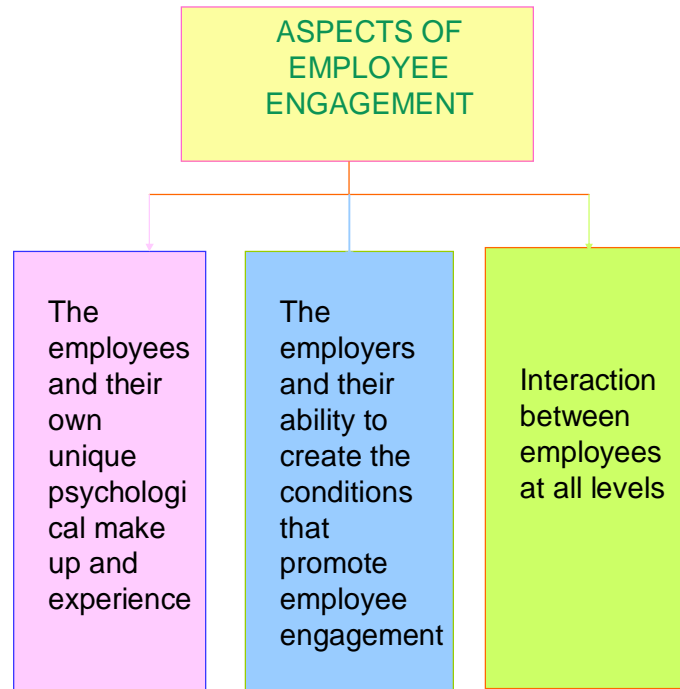 ASPECTS OF
EMPLOYEE
ENGAGEMENT
The
employees
and their
own
unique
psychologi
cal make
up and
experience
The
employers
and their
ability to
create the
conditions
that
promote
employee
engagement
Interaction
between
employees
at all levels